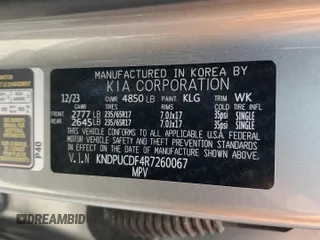 MANUFACTURED IN KOREA BY
KIA CORPORATION
12/23 GVWR 4850 LB PAINT KLG TRIM WK
GAWR COLD TIRE INFL
FRONT 2777 LB 235/65R17 7.0JX17 35psi SINGLE
REAR 2645 LB 235/65R17 7.0JX17 35psi SINGLE
THIS VEHICLE CONFORMS TO ALL APPLICABLE
U.S. FEDERAL MOTOR VEHICLE SAFETY AND
THEFT PREVENTION STANDARDS IN EFFECT ON
THE DATE OF MANUFACTURE SHOWN ABOVE.
V.I.N KNDPUCDF4R7260067
MPV
P40